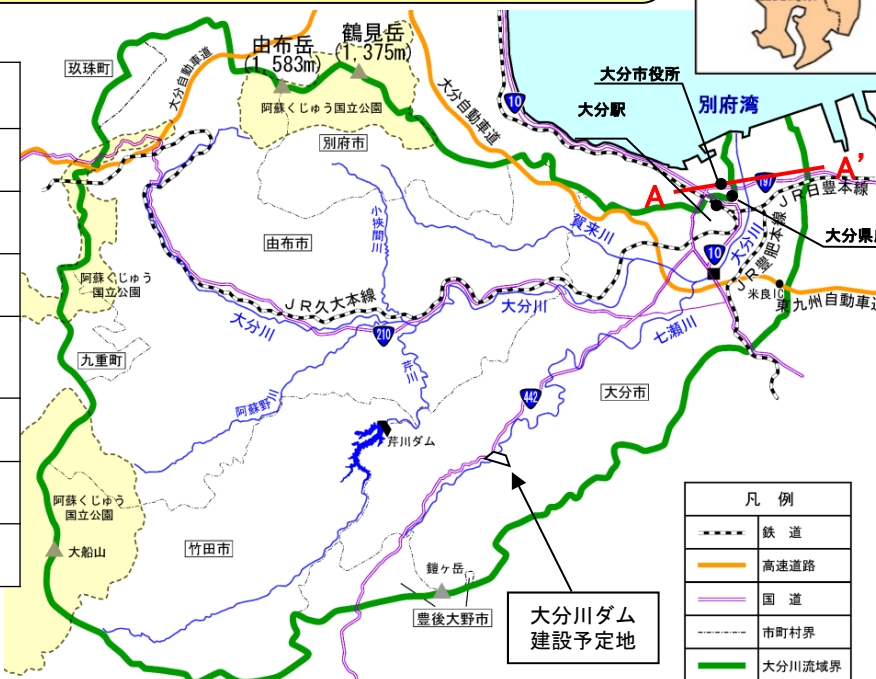 鶴見岳
(1,375m)
由布岳
(1,583m)
玖珠町
大分自動車道
阿蘇くじゅう国立公園
大分自動車道
10
大分市役所
大分駅
別府湾
別府市
A
A'
197
JR日豊本線
小挾間川
賀来川
大分川
大分県
由布市
10
JR豊肥本線
米良IC
東九州自動車道
阿蘇くじゅう
国立公園
JR久大本線
大分川
大分川
七瀬川
210
九重町
芹川
阿蘇野川
442
大分市
芹川ダム
阿蘇くじゅう
国立公園
大船山
竹田市
鎧ヶ岳
豊後大野市
大分川ダム
建設予定地
凡 例
鉄 道
高速道路
国 道
市町村界
大分川流域界